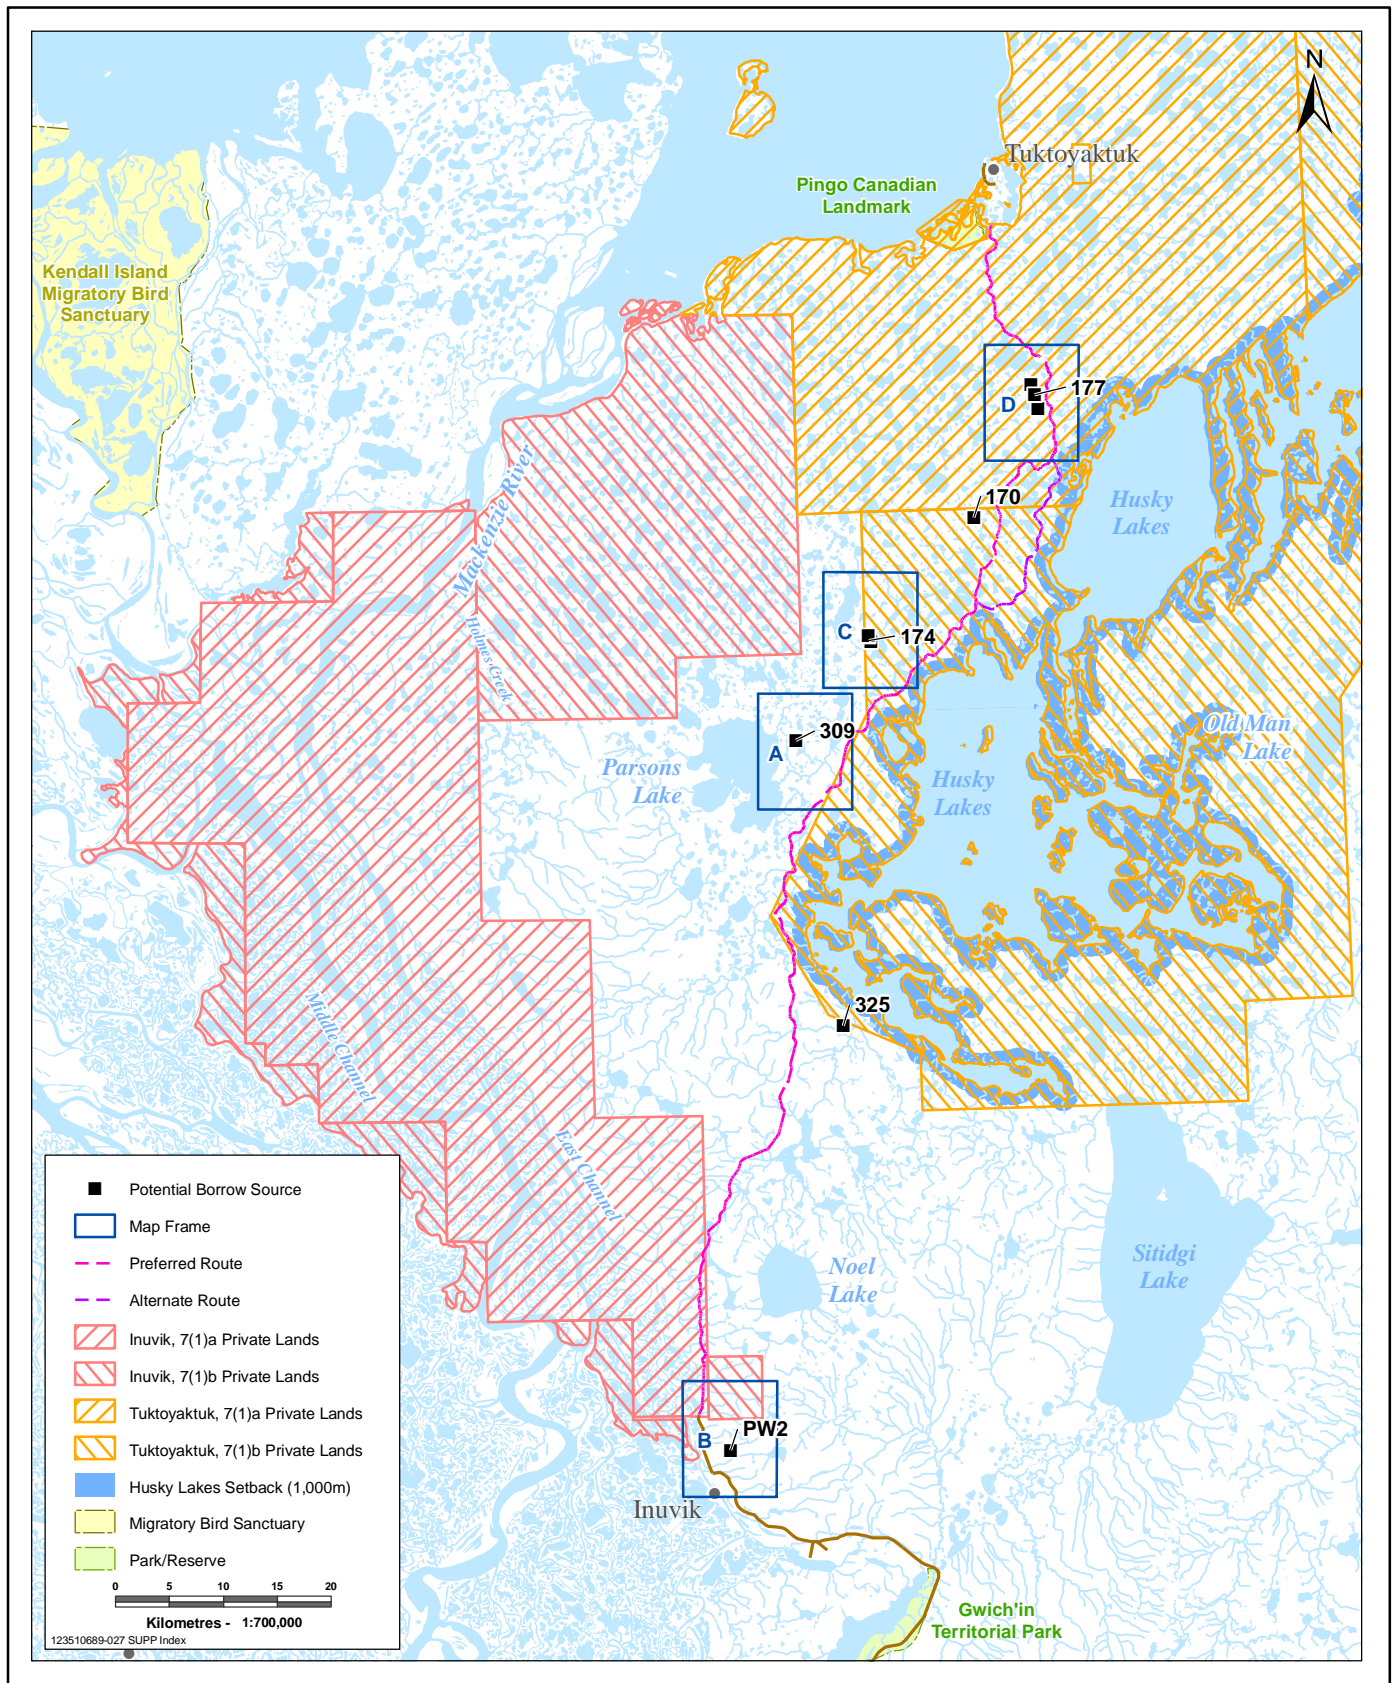 N
Tuktoyaktuk
Pingo Canadian
Landmark
Kendall Island
Migratory Bird
Sanctuary
177
D
170
Husky
Lakes
Mackenzie River
Holmes Creek
C
174
309
A
Parsons
Lake
Old Man
Lake
Husky
Lakes
325
Middle Channel
East Channel
Noel
Lake
Sitidgi
Lake
PW2
B
Inuvik
Gwich'in
Territorial Park
Potential Borrow Source
Map Frame
Preferred Route
Alternate Route
Inuvik, 7(1)a Private Lands
Inuvik, 7(1)b Private Lands
Tuktoyaktuk, 7(1)a Private Lands
Tuktoyaktuk, 7(1)b Private Lands
Husky Lakes Setback (1,000m)
Migratory Bird Sanctuary
Park/Reserve
0 5 10 15 20
Kilometres - 1:700,000
123510689-027 SUPP Index